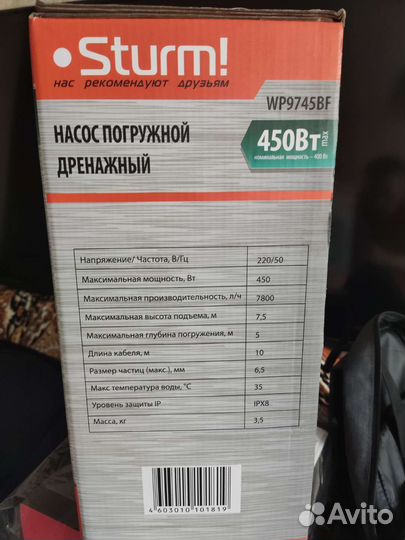 Sturm!
нас рекомендуют друзьям
WP9745BF
НАСОС ПОГРУЖНОЙ
ДРЕНАЖНЫЙ
450Вт max
номинальная мощность – 400 Вт
Напряжение/ Частота, В/Гц 220/50
Максимальная мощность, Вт 450
Максимальная производительность, л/ч 7800
Максимальная высота подъема, м 7,5
Максимальная глубина погружения, м 5
Длина кабеля, м 10
Размер частиц (макс.), мм 6,5
Макс температура воды, °С 35
Уровень защиты IP IPX8
Масса, кг 3,5
4 603010 101819
Avito